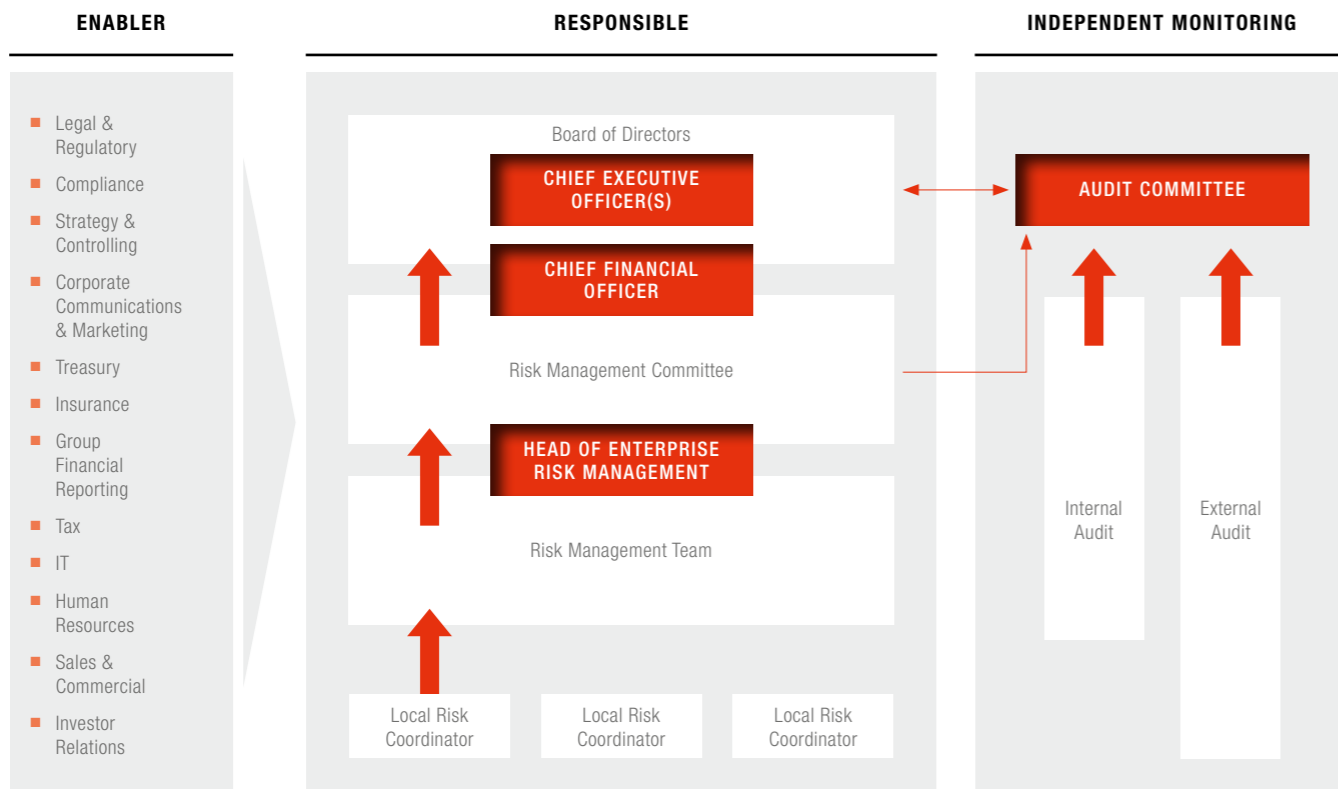 ENABLER
Legal &
Regulatory
Compliance
Strategy &
Controlling
Corporate
Communications
& Marketing
Treasury
Insurance
Group
Financial
Reporting
Tax
IT
Human
Resources
Sales &
Commercial
Investor
Relations
RESPONSIBLE
Board of Directors
CHIEF EXECUTIVE
OFFICER(S)
CHIEF FINANCIAL
OFFICER
Risk Management Committee
HEAD OF ENTERPRISE
RISK MANAGEMENT
Risk Management Team
Local Risk
Coordinator
Local Risk
Coordinator
Local Risk
Coordinator
INDEPENDENT MONITORING
AUDIT COMMITTEE
Internal
Audit
External
Audit